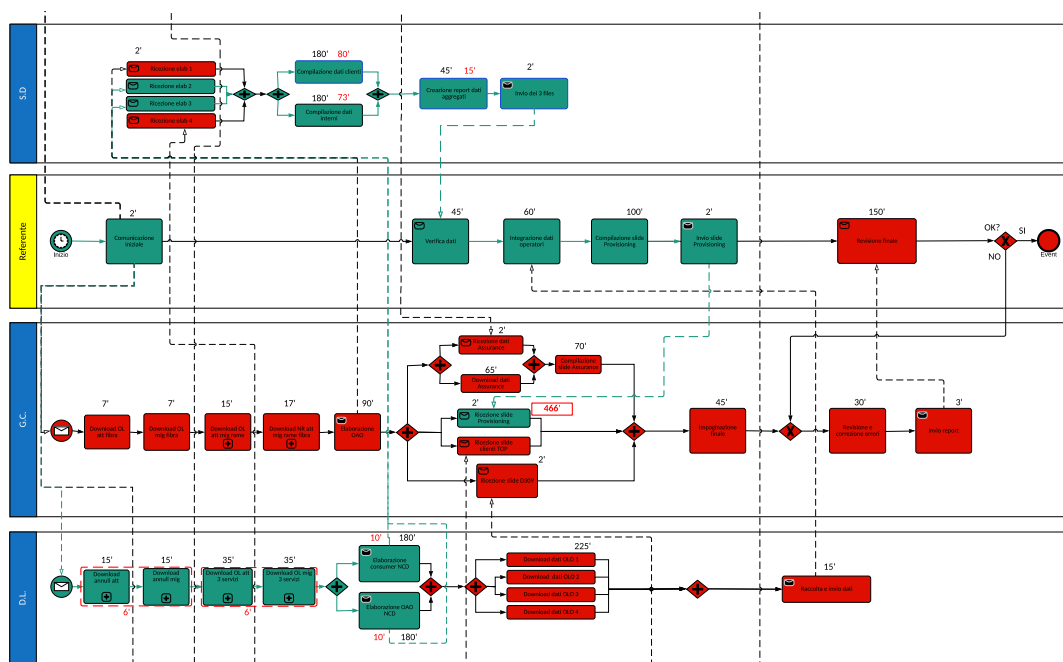 S.D
2'
Ricezione elab 1
Ricezione elab 2
Ricezione elab 3
Ricezione elab 4
180' 80'
Compilazione dati clienti
180' 73'
Compilazione dati
interni
45' 15'
Creazione report dati
aggregati
2'
Invio dei 3 files
Referente
Inizio
2'
Comunicazione
Iniziale
45'
Verifica dati
60'
Integrazione dati
operatori
100'
Compilazione slide
Provisioning
2'
Invio slide
Provisioning
150'
Revisione finale
OK?
SI
NO
Event
G.C.
7'
Download OL
att fibra
7'
Download OL
mig fibra
15'
Download OL
att mig rame
17'
Download NR att
mig rame fibra
90'
Elaborazione
OAO
2'
Ricezione dati
Assurance
65'
Download dati
Assurance
70'
Compilazione
slide Assurance
2'
Ricezione slide
Provisioning
466'
Ricezione slide
clienti TOP
2'
Ricezione slide
45'
Impaginazione
finale
30'
Revisione e
correzione errori
3'
Invio report
D.L.
15'
Download
annull att
15'
Download
annull mig
6'
35'
Download OL att
3 servizi
35'
Download OL mig
3 servizi
6'
10' 180'
Elaborazione
consumer NCD
Elaborazione OAO
NCD
10' 180'
225'
Download dati OLO 1
Download dati OLO 2
Download dati OLO 3
Download dati OLO 4
15'
Raccolta e invio dati